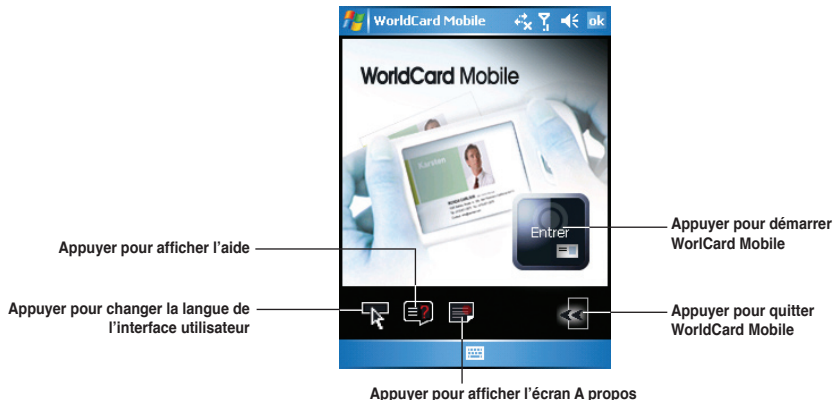 WorldCard Mobile
ok
WorldCard Mobile
Karsten
Entrer
Appuyer pour démarrer
WorlCard Mobile
Appuyer pour afficher l'aide
Appuyer pour changer la langue de
l'interface utilisateur
Appuyer pour quitter
WorldCard Mobile
Appuyer pour afficher l'écran A propos